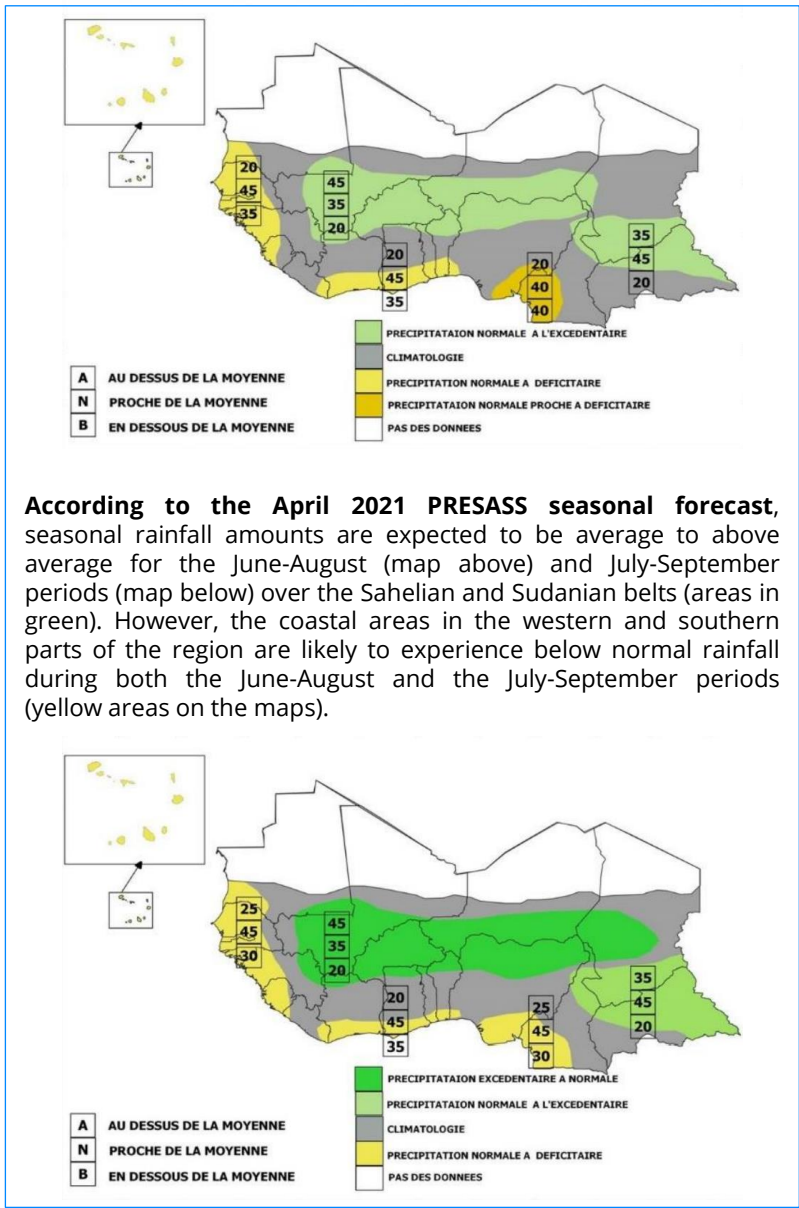 20
45
35
45
35
20
20
45
35
20
40
40
35
45
20
PRECIPITATAION NORMALE A L'EXCEDENTAIRE
CLIMATOLOGIE
PRECIPITATION NORMALE A DEFICITAIRE
PRECIPITATAION NORMALE PROCHE A DEFICITAIRE
PAS DES DONNEES
A AU DESSUS DE LA MOYENNE
N PROCHE DE LA MOYENNE
B EN DESSOUS DE LA MOYENNE
According to the April 2021 PRESASS seasonal forecast,
seasonal rainfall amounts are expected to be average to above
average for the June-August (map above) and July-September
periods (map below) over the Sahelian and Sudanian belts (areas in
green). However, the coastal areas in the western and southern
parts of the region are likely to experience below normal rainfall
during both the June-August and the July-September periods
(yellow areas on the maps).
25
45
30
45
35
20
20
45
35
25
45
30
35
45
20
PRECIPITATAION EXCEDENTAIRE A NORMALE
PRECIPITATAION NORMALE A L'EXCEDENTAIRE
CLIMATOLOGIE
PRECIPITATION NORMALE A DEFICITAIRE
PAS DES DONNEES
A AU DESSUS DE LA MOYENNE
N PROCHE DE LA MOYENNE
B EN DESSOUS DE LA MOYENNE